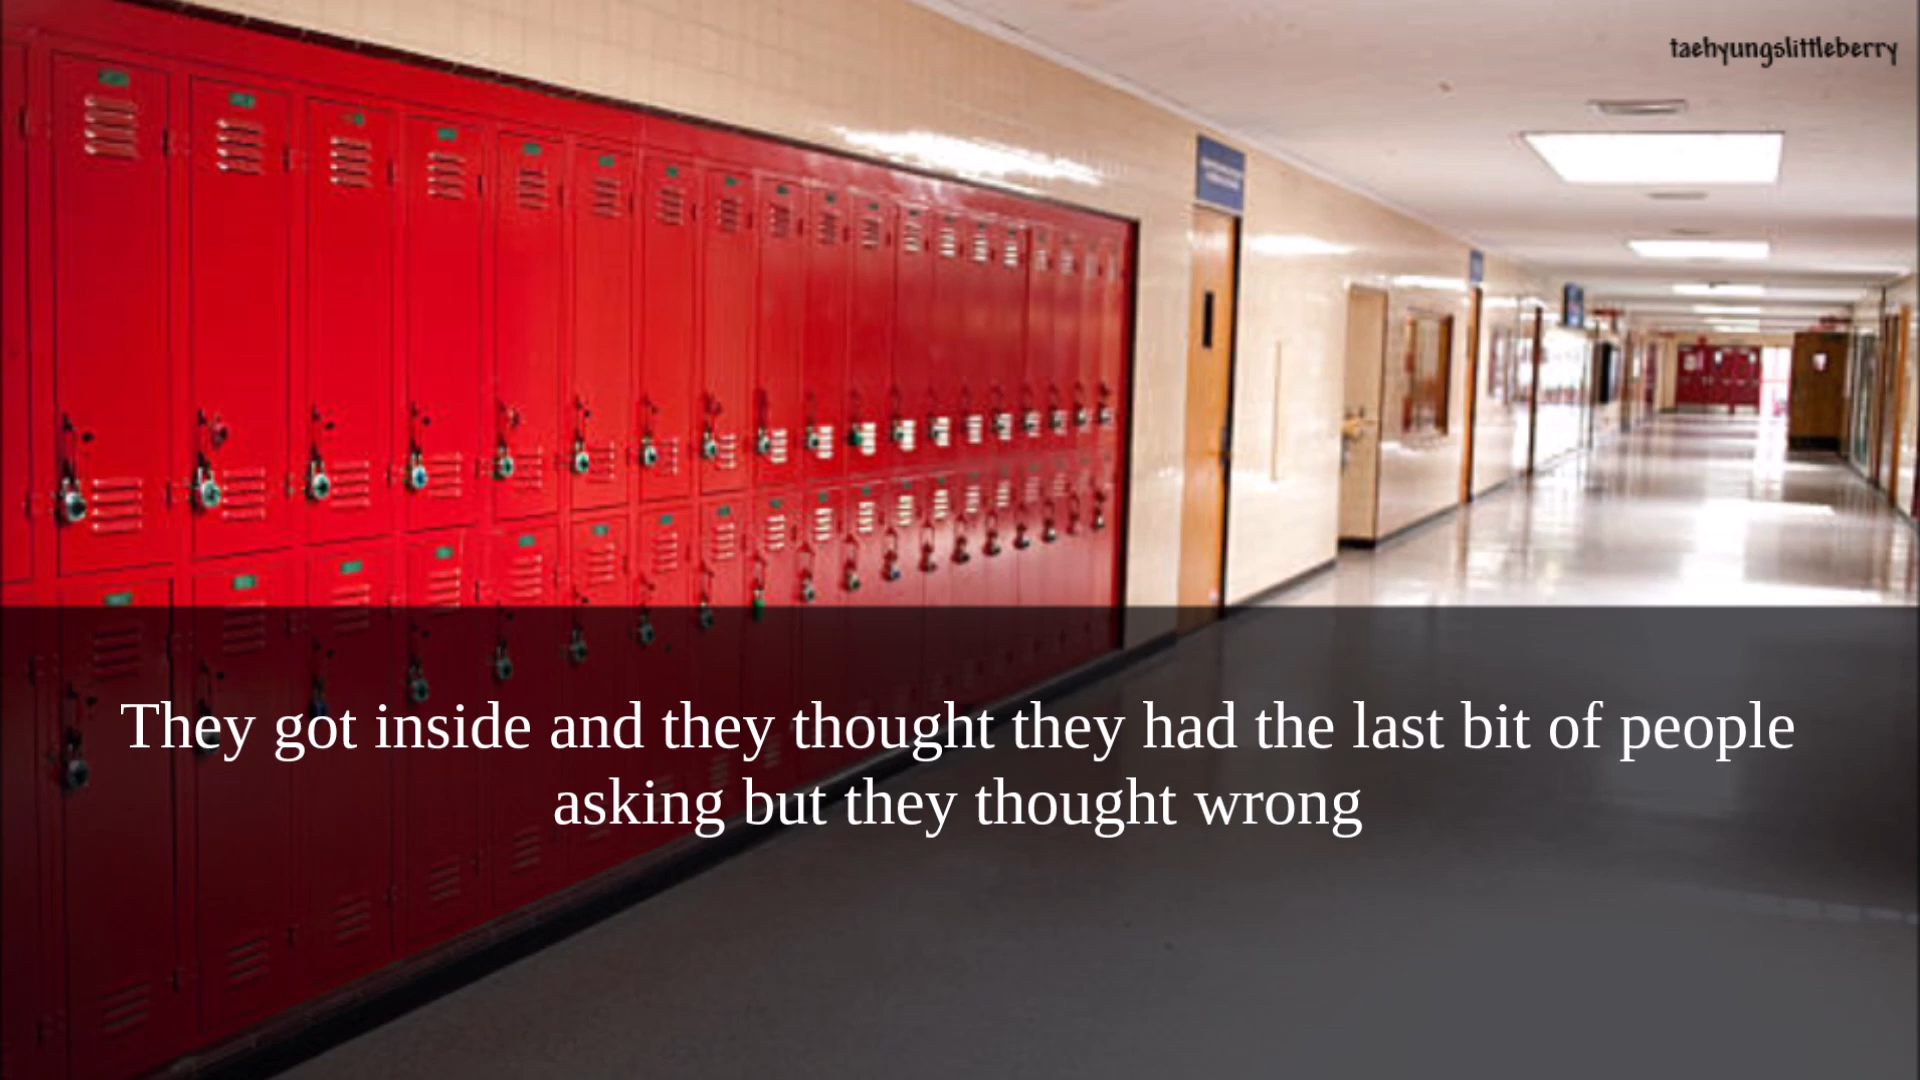 taehyungslittleberry
They got inside and they thought they had the last bit of people
asking but they thought wrong